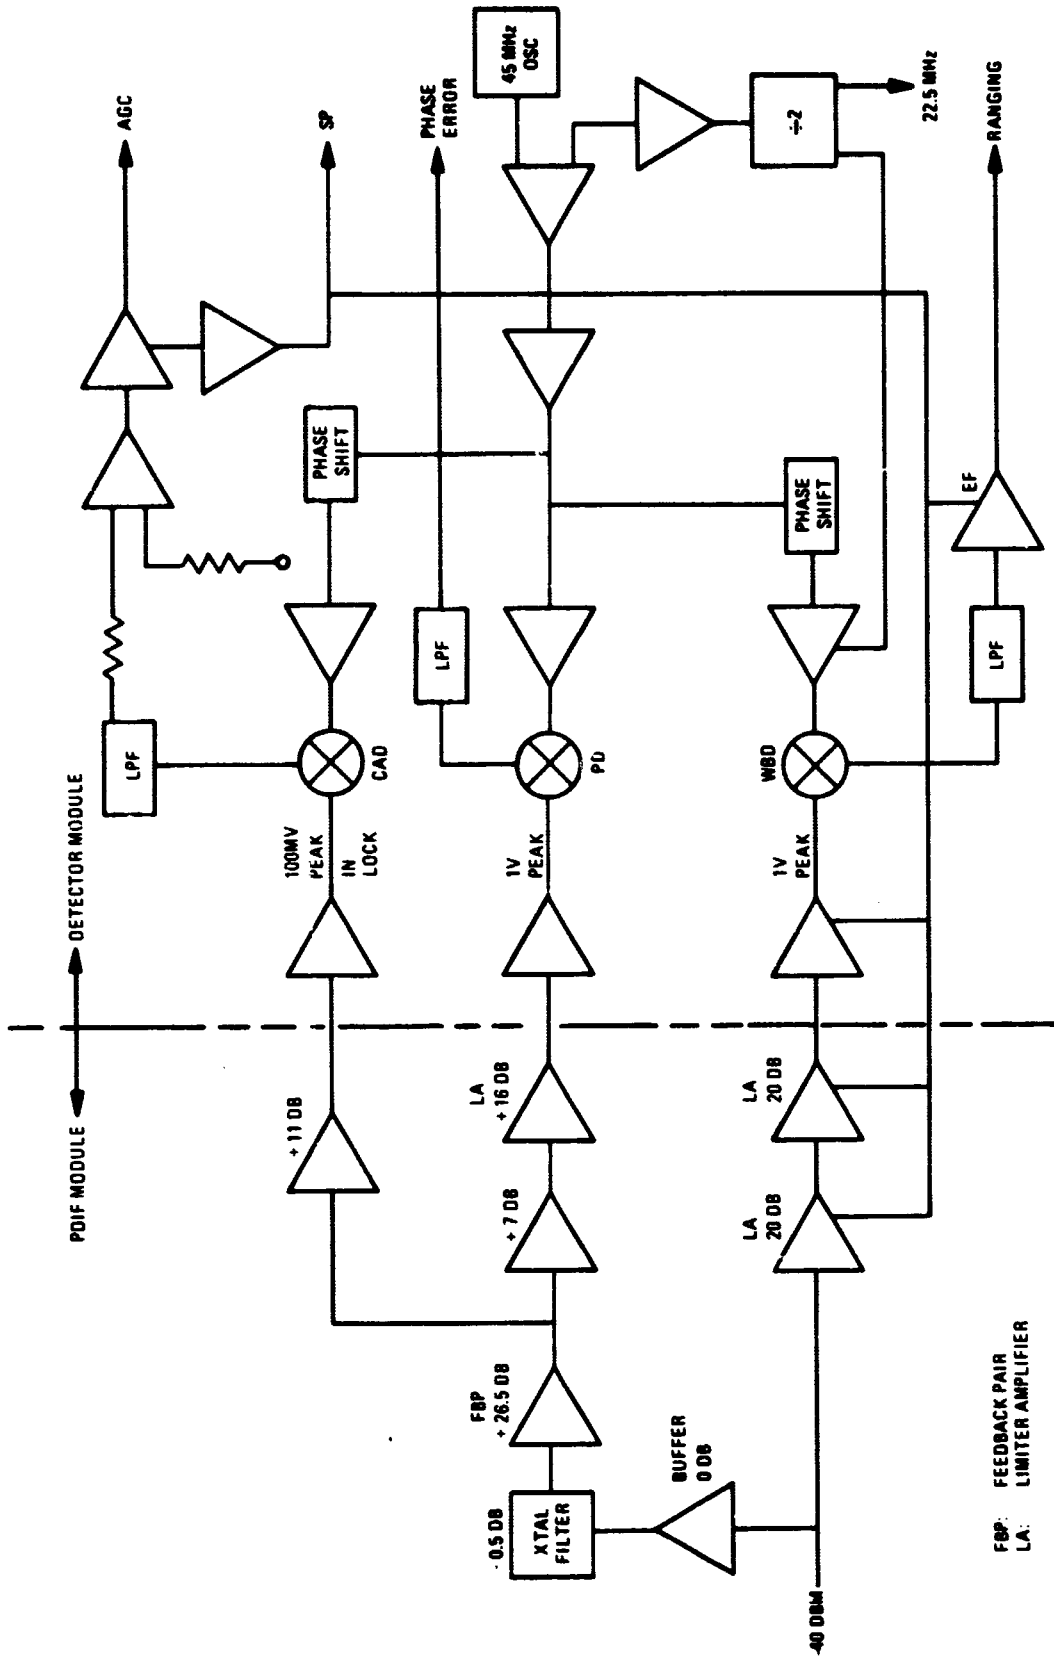 PDIF MODULE
DETECTOR MODULE
LPF
AGC
SP
+ 11 DB
100MV
PEAK
IN
LOCK
CAD
PHASE
SHIFT
LPF
PHASE
ERROR
45 MHz
OSC
- 0.5 DB
XTAL
FILTER
FBP
+ 26.5 DB
+ 7 DB
LA
+ 16 DB
1V
PEAK
PD
BUFFER
0 DB
÷2
22.5 MHz
-40 DBM
LA
20 DB
LA
20 DB
1V
PEAK
WBD
PHASE
SHIFT
LPF
EF
RANGING
FBP: FEEDBACK PAIR
LA: LIMITER AMPLIFIER